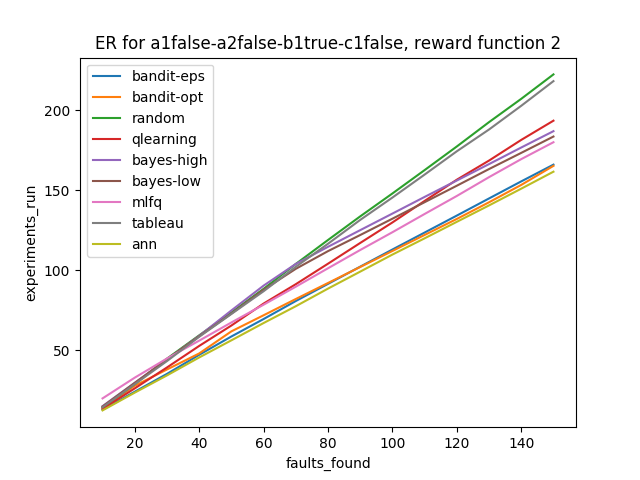 ER for a1false-a2false-b1true-c1false, reward function 2
bandit-eps
bandit-opt
random
qlearning
bayes-high
bayes-low
mlfq
tableau
ann
experiments_run
200
150
100
50
20 40 60 80 100 120 140
faults_found